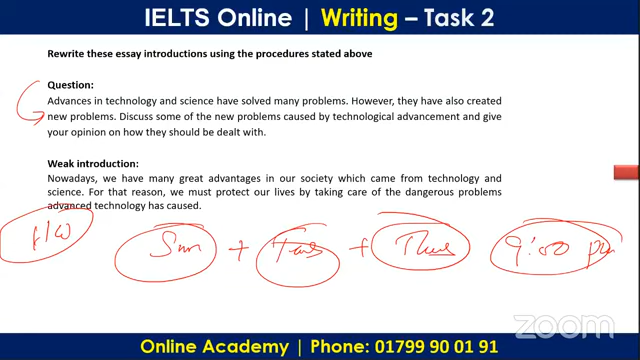 IELTS Online | Writing – Task 2
Rewrite these essay introductions using the procedures stated above
Question:
Advances in technology and science have solved many problems. However, they have also created
new problems. Discuss some of the new problems caused by technological advancement and give
your opinion on how they should be dealt with.
Weak introduction:
Nowadays, we have many great advantages in our society which came from technology and
science. For that reason, we must protect our lives by taking care of the dangerous problems
advanced technology has caused.
H/W Sun + Tues + Thurs 9:00 pm
zoom
Online Academy | Phone: 01799 90 01 91